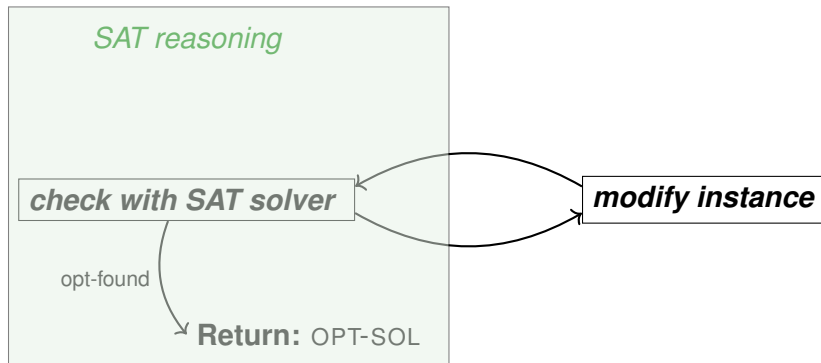 SAT reasoning
check with SAT solver
modify instance
opt-found
Return: OPT-SOL